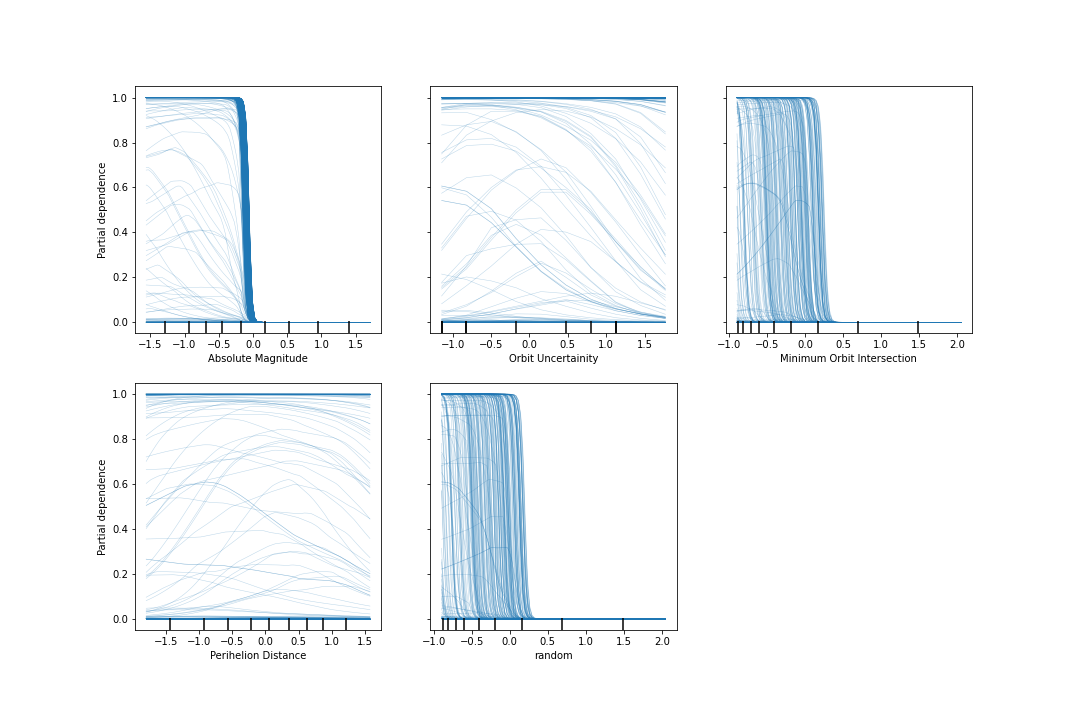 Partial dependence
1.0
0.8
0.6
0.4
0.2
0.0
−1.5 −1.0 −0.5 0.0 0.5 1.0 1.5
Absolute Magnitude
−1.0 −0.5 0.0 0.5 1.0 1.5
Orbit Uncertainity
−1.0 −0.5 0.0 0.5 1.0 1.5 2.0
Minimum Orbit Intersection
Partial dependence
1.0
0.8
0.6
0.4
0.2
0.0
−1.5 −1.0 −0.5 0.0 0.5 1.0 1.5
Perihelion Distance
−1.0 −0.5 0.0 0.5 1.0 1.5 2.0
random